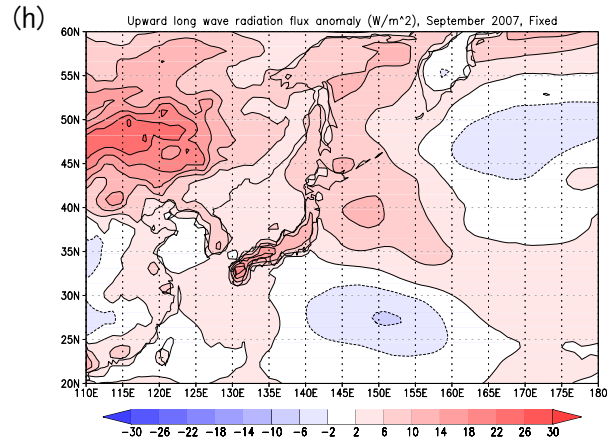 (h)
Upward long wave radiation flux anomaly (W/m^2), September 2007, Fixed
60N
55N
50N
45N
40N
35N
30N
25N
20N
110E 115E 120E 125E 130E 135E 140E 145E 150E 155E 160E 165E 170E 175E 180
-30 -26 -22 -18 -14 -10 -6 -2 2 6 10 14 18 22 26 30